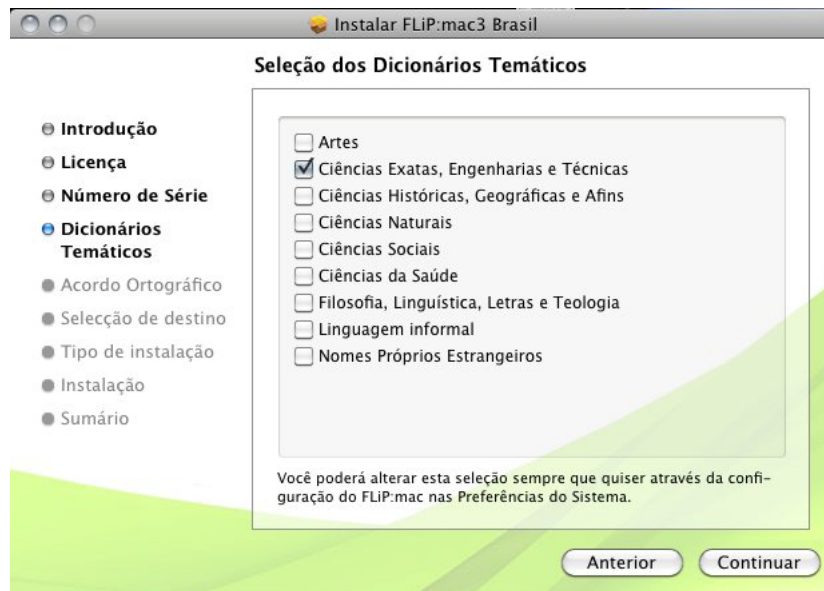 Instalar FLiP:mac3 Brasil
Seleção dos Dicionários Temáticos
Introdução
Licença
Número de Série
Dicionários
Temáticos
Acordo Ortográfico
Selecção de destino
Tipo de instalação
Instalação
Sumário
Artes
Ciências Exatas, Engenharias e Técnicas
Ciências Históricas, Geográficas e Afins
Ciências Naturais
Ciências Sociais
Ciências da Saúde
Filosofia, Linguística, Letras e Teologia
Linguagem informal
Nomes Próprios Estrangeiros
Você poderá alterar esta seleção sempre que quiser através da confi-
guração do FLiP:mac nas Preferências do Sistema.
Anterior
Continuar